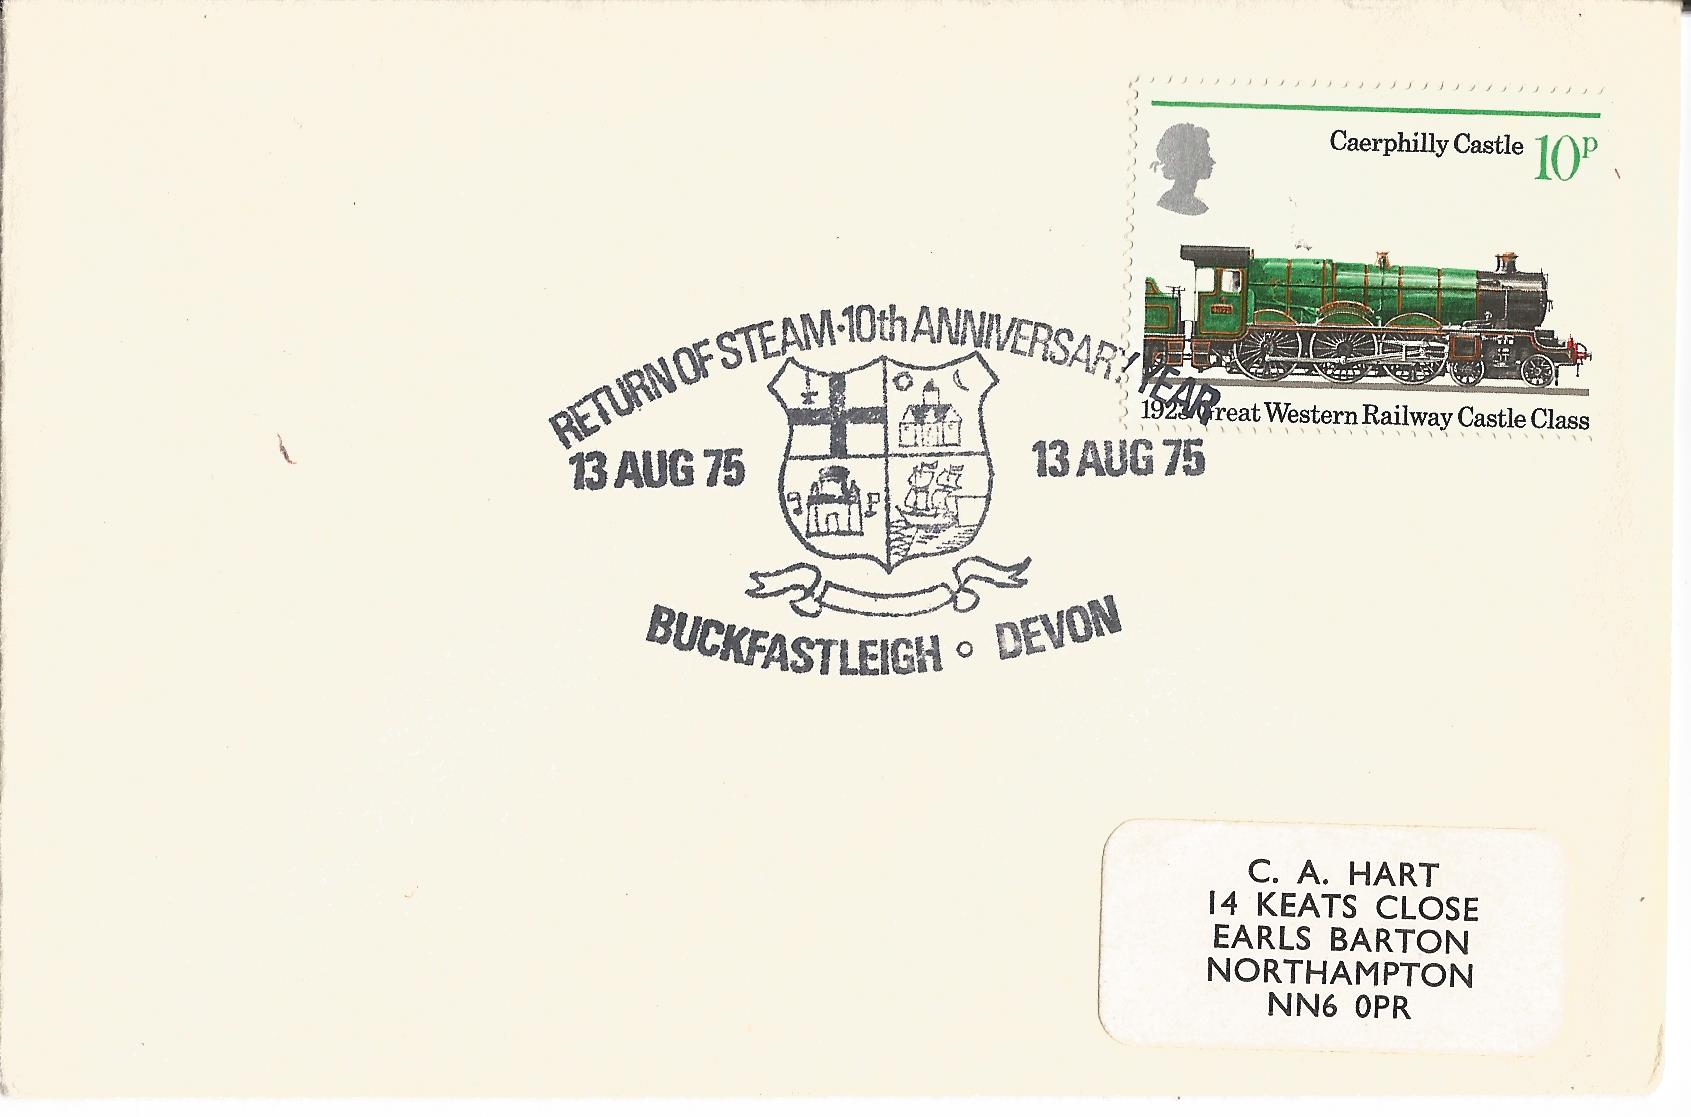 Caerphilly Castle 10P
1923 Great Western Railway Castle Class
RETURN OF STEAM·10th ANNIVERSARY YEAR
13 AUG 75 13 AUG 75
BUCKFASTLEIGH ○ DEVON
C. A. HART
14 KEATS CLOSE
EARLS BARTON
NORTHAMPTON
NN6 0PR